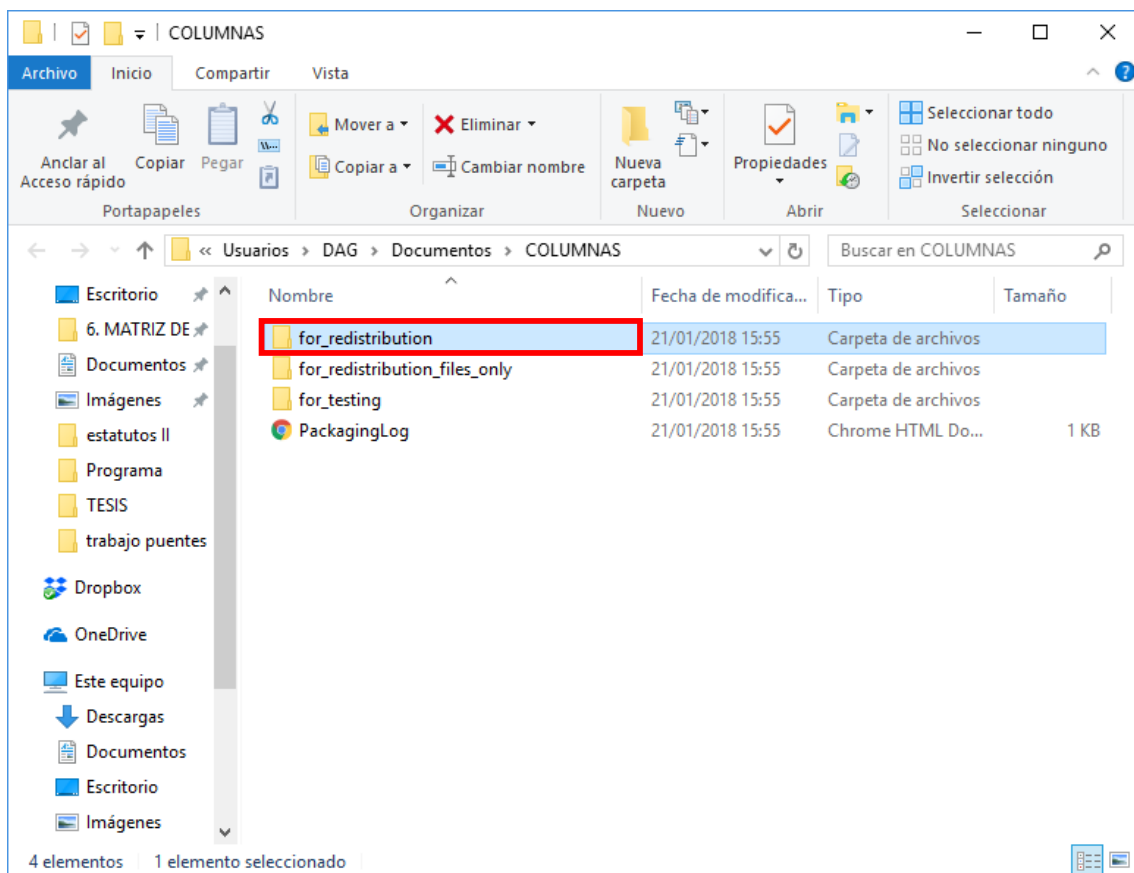 COLUMNAS
Archivo Inicio Compartir Vista
Anclar al Acceso rápido
Copiar
Pegar
Mover a
Copiar a
Eliminar
Cambiar nombre
Nueva carpeta
Propiedades
Seleccionar todo
No seleccionar ninguno
Invertir selección
Portapapeles Organizar Nuevo Abrir Seleccionar
« Usuarios > DAG > Documentos > COLUMNAS
Buscar en COLUMNAS
Escritorio
6. MATRIZ DE
Documentos
Imágenes
estatutos II
Programa
TESIS
trabajo puentes
Dropbox
OneDrive
Este equipo
Descargas
Documentos
Escritorio
Imágenes
Nombre Fecha de modifica... Tipo Tamaño
for_redistribution 21/01/2018 15:55 Carpeta de archivos
for_redistribution_files_only 21/01/2018 15:55 Carpeta de archivos
for_testing 21/01/2018 15:55 Carpeta de archivos
PackagingLog 21/01/2018 15:55 Chrome HTML Do... 1 KB
4 elementos 1 elemento seleccionado